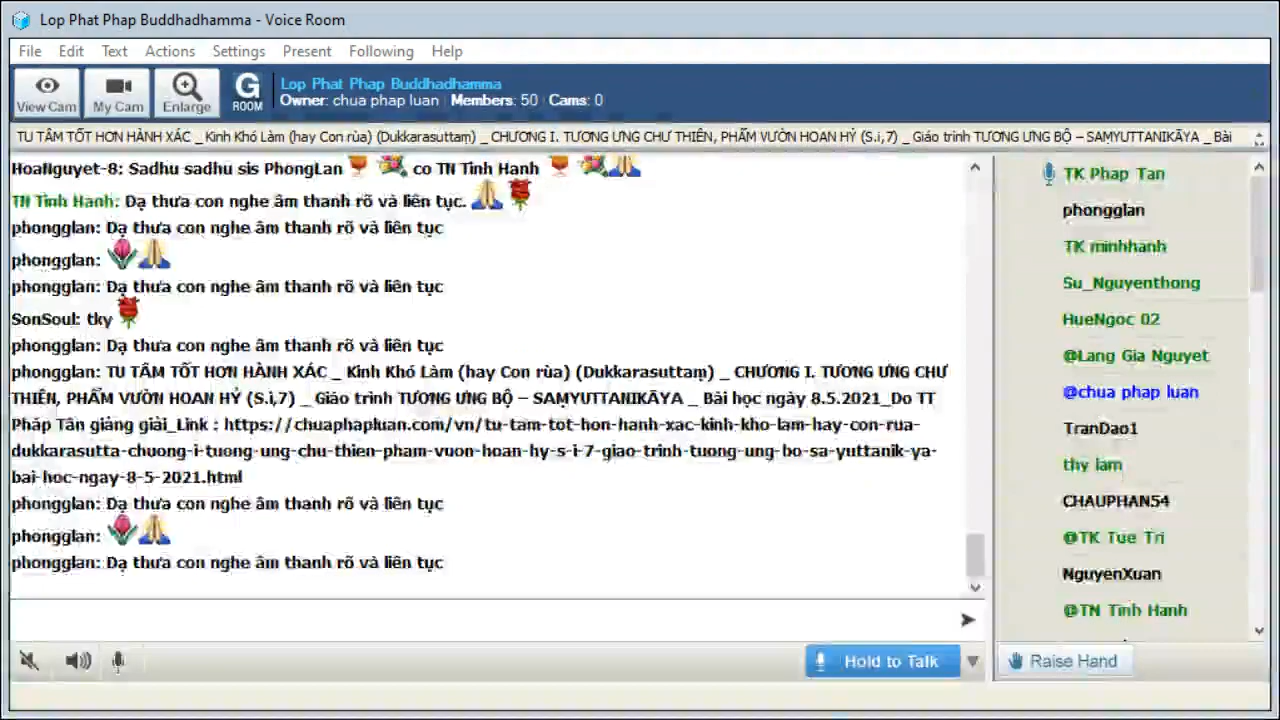 Lop Phat Phap Buddhadhamma - Voice Room
File Edit Text Actions Settings Present Following Help
View Cam My Cam Enlarge G ROOM
Lop Phat Phap Buddhadhamma
Owner: chua phap luan Members: 50 Cams: 0
TU TÂM TỐT HƠN HÀNH XÁC _ Kinh Khó Làm (hay Con rùa) (Dukkarasuttaṃ) _ CHƯƠNG I. TƯƠNG ƯNG CHƯ THIÊN, PHẨM VƯỜN HOAN HỶ (S.i,7) _ Giáo trình TƯƠNG ƯNG BỘ – SAṂYUTTANIKĀYA _ Bài
HoaNguyet-8: Sadhu sadhu sis PhongLan co TN Tinh Hanh
TN Tinh Hanh: Dạ thưa con nghe âm thanh rõ và liên tục.
phongglan: Dạ thưa con nghe âm thanh rõ và liên tục
phongglan:
phongglan: Dạ thưa con nghe âm thanh rõ và liên tục
SonSoul: tky
phongglan: Dạ thưa con nghe âm thanh rõ và liên tục
phongglan: TU TÂM TỐT HƠN HÀNH XÁC _ Kinh Khó Làm (hay Con rùa) (Dukkarasuttaṃ) _ CHƯƠNG I. TƯƠNG ƯNG CHƯ
THIÊN, PHẨM VƯỜN HOAN HỶ (S.i,7) _ Giáo trình TƯƠNG ƯNG BỘ – SAṂYUTTANIKĀYA _ Bài học ngày 8.5.2021_Do TT
Pháp Tân giảng giải_Link : https://chuaphapluan.com/vn/tu-tam-tot-hon-hanh-xac-kinh-kho-lam-hay-con-rua-
dukkarasutta-chuong-i-tuong-ung-chu-thien-pham-vuon-hoan-hy-s-i-7-giao-trinh-tuong-ung-bo-sa-yuttanik-ya-
bai-hoc-ngay-8-5-2021.html
phongglan: Dạ thưa con nghe âm thanh rõ và liên tục
phongglan:
phongglan: Dạ thưa con nghe âm thanh rõ và liên tục
TK Phap Tan
phongglan
TK minhhanh
Su_Nguyenthong
HueNgoc 02
@Lang Gia Nguyet
@chua phap luan
TranDao1
thy lam
CHAUPHAN54
@TK Tue Tri
NguyenXuan
@TN Tinh Hanh
Hold to Talk
Raise Hand